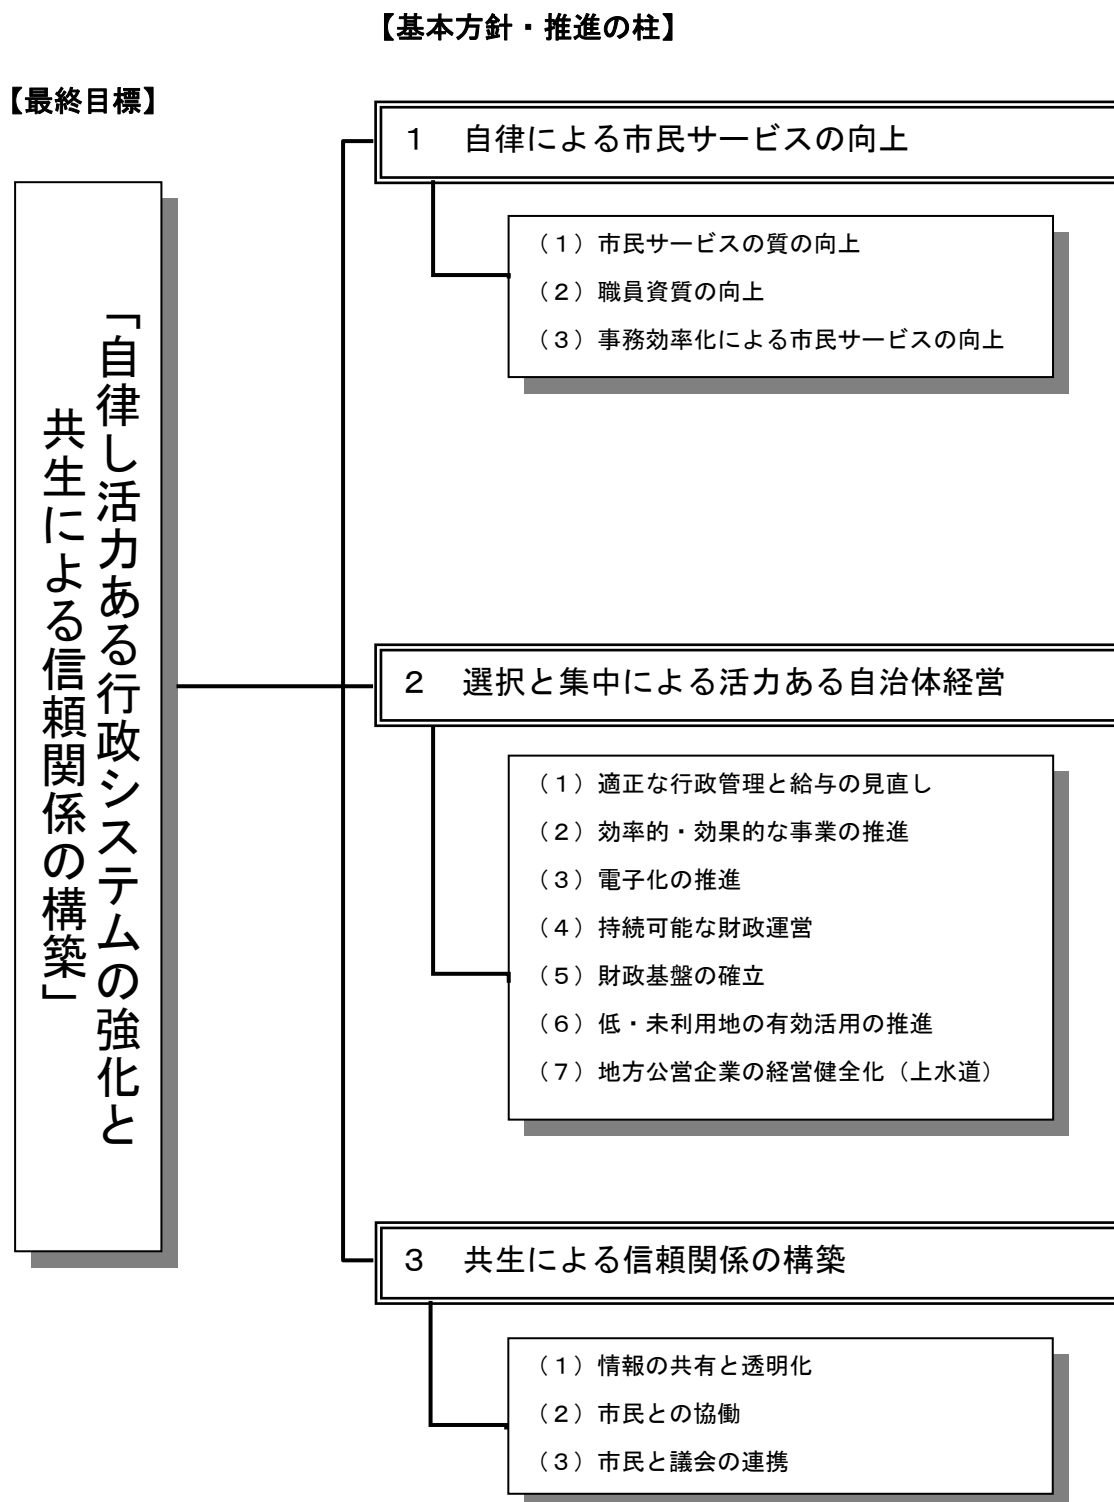 【基本方針・推進の柱】
【最終目標】
「自律し活力ある行政システムの強化と
共生による信頼関係の構築」
１　自律による市民サービスの向上
（１）市民サービスの質の向上
（２）職員資質の向上
（３）事務効率化による市民サービスの向上
２　選択と集中による活力ある自治体経営
（１）適正な行政管理と給与の見直し
（２）効率的・効果的な事業の推進
（３）電子化の推進
（４）持続可能な財政運営
（５）財政基盤の確立
（６）低・未利用地の有効活用の推進
（７）地方公営企業の経営健全化（上水道）
３　共生による信頼関係の構築
（１）情報の共有と透明化
（２）市民との協働
（３）市民と議会の連携